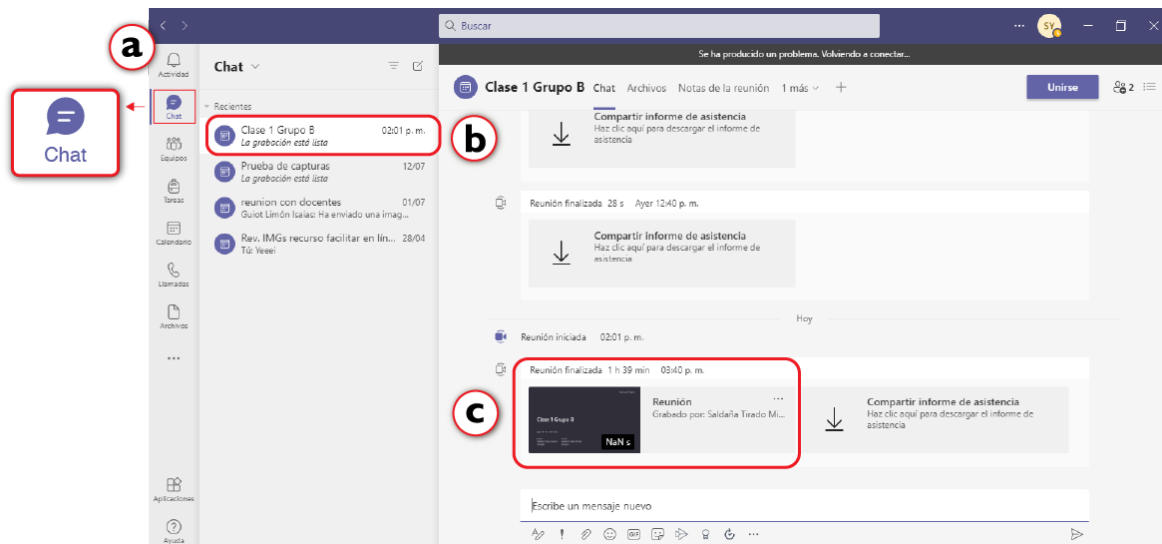 Buscar
SY
Se ha producido un problema. Volviendo a conectar...
a
Actividad
Chat
Chat
Equipos
Tareas
Calendario
Llamadas
Archivos
Aplicaciones
Ayuda
Chat
Recientes
Clase 1 Grupo B 02:01 p. m.
La grabación está lista
Prueba de capturas 12/07
La grabación está lista
reunion con docentes 01/07
Guiot Limón Isaias: Ha enviado una imag...
Rev. IMGs recurso facilitar en lín... 28/04
Tú: Yeeei
b
Clase 1 Grupo B Chat Archivos Notas de la reunión 1 más Unirse 2
Compartir informe de asistencia
Haz clic aquí para descargar el informe de
asistencia
Reunión finalizada 28 s Ayer 12:40 p. m.
Compartir informe de asistencia
Haz clic aquí para descargar el informe de
asistencia
Hoy
Reunión iniciada 02:01 p. m.
Reunión finalizada 1 h 39 min 03:40 p. m.
c
Clase 1 Grupo B
NaN s
Reunión
Grabado por: Saldaña Tirado Mi...
Compartir informe de asistencia
Haz clic aquí para descargar el informe de
asistencia
Escribe un mensaje nuevo
GIF